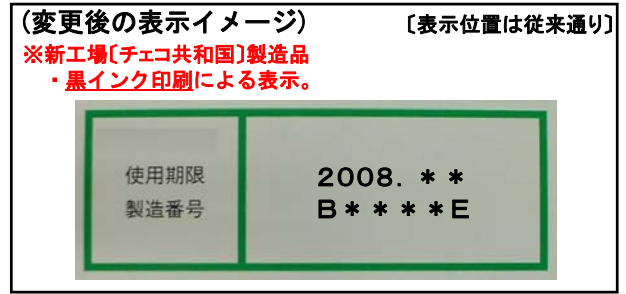 (変更後の表示イメージ) 〔表示位置は従来通り〕
※新工場〔チェコ共和国〕製造品
・黒インク印刷による表示。
使用期限 2008. **
製造番号 B****E